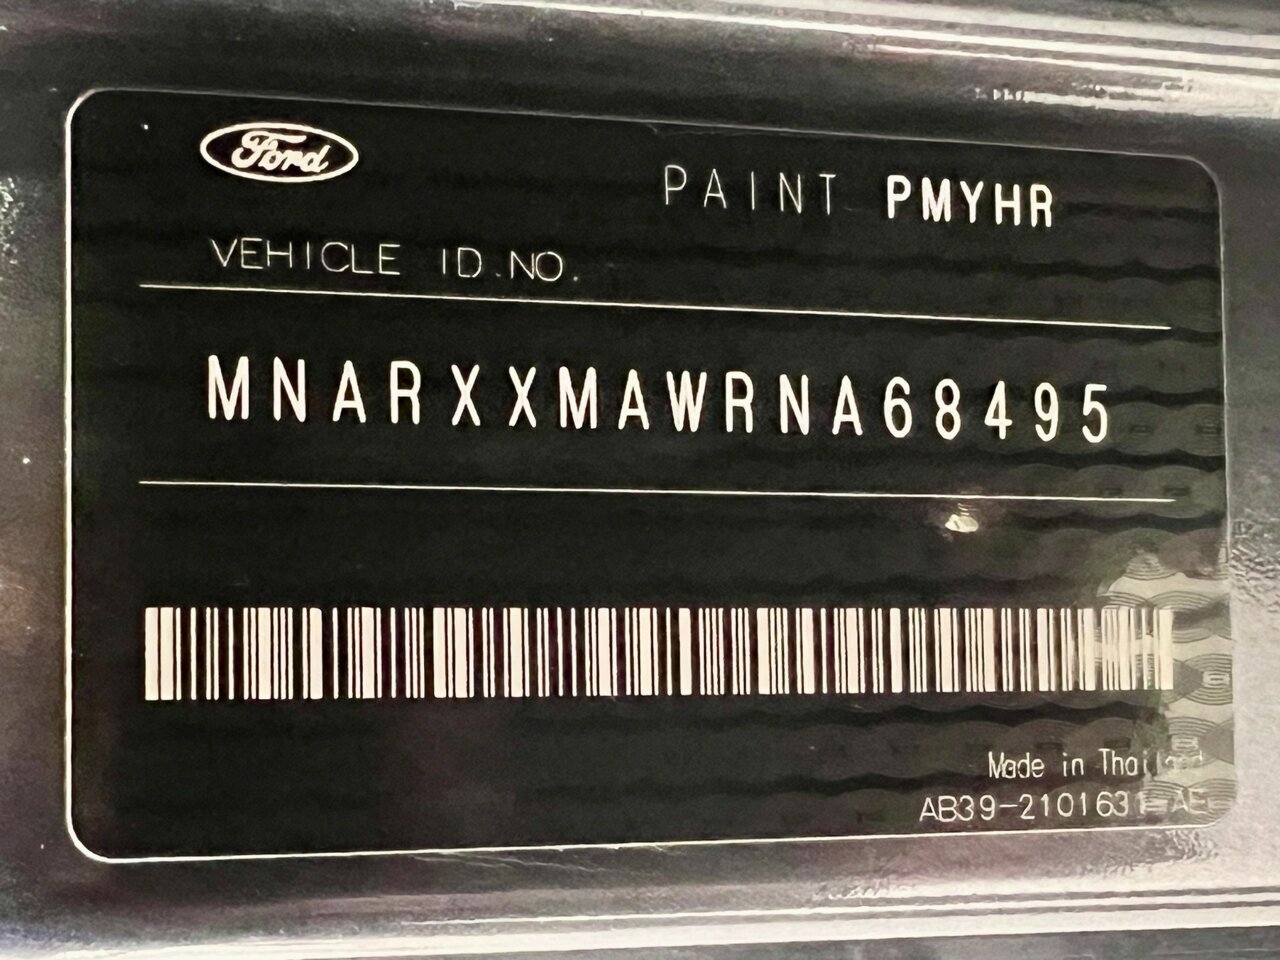 Ford
PAINT PMYHR
VEHICLE ID.NO.
MNARXXMAWRNA68495
Made in Thailand
AB39-2101631-AE